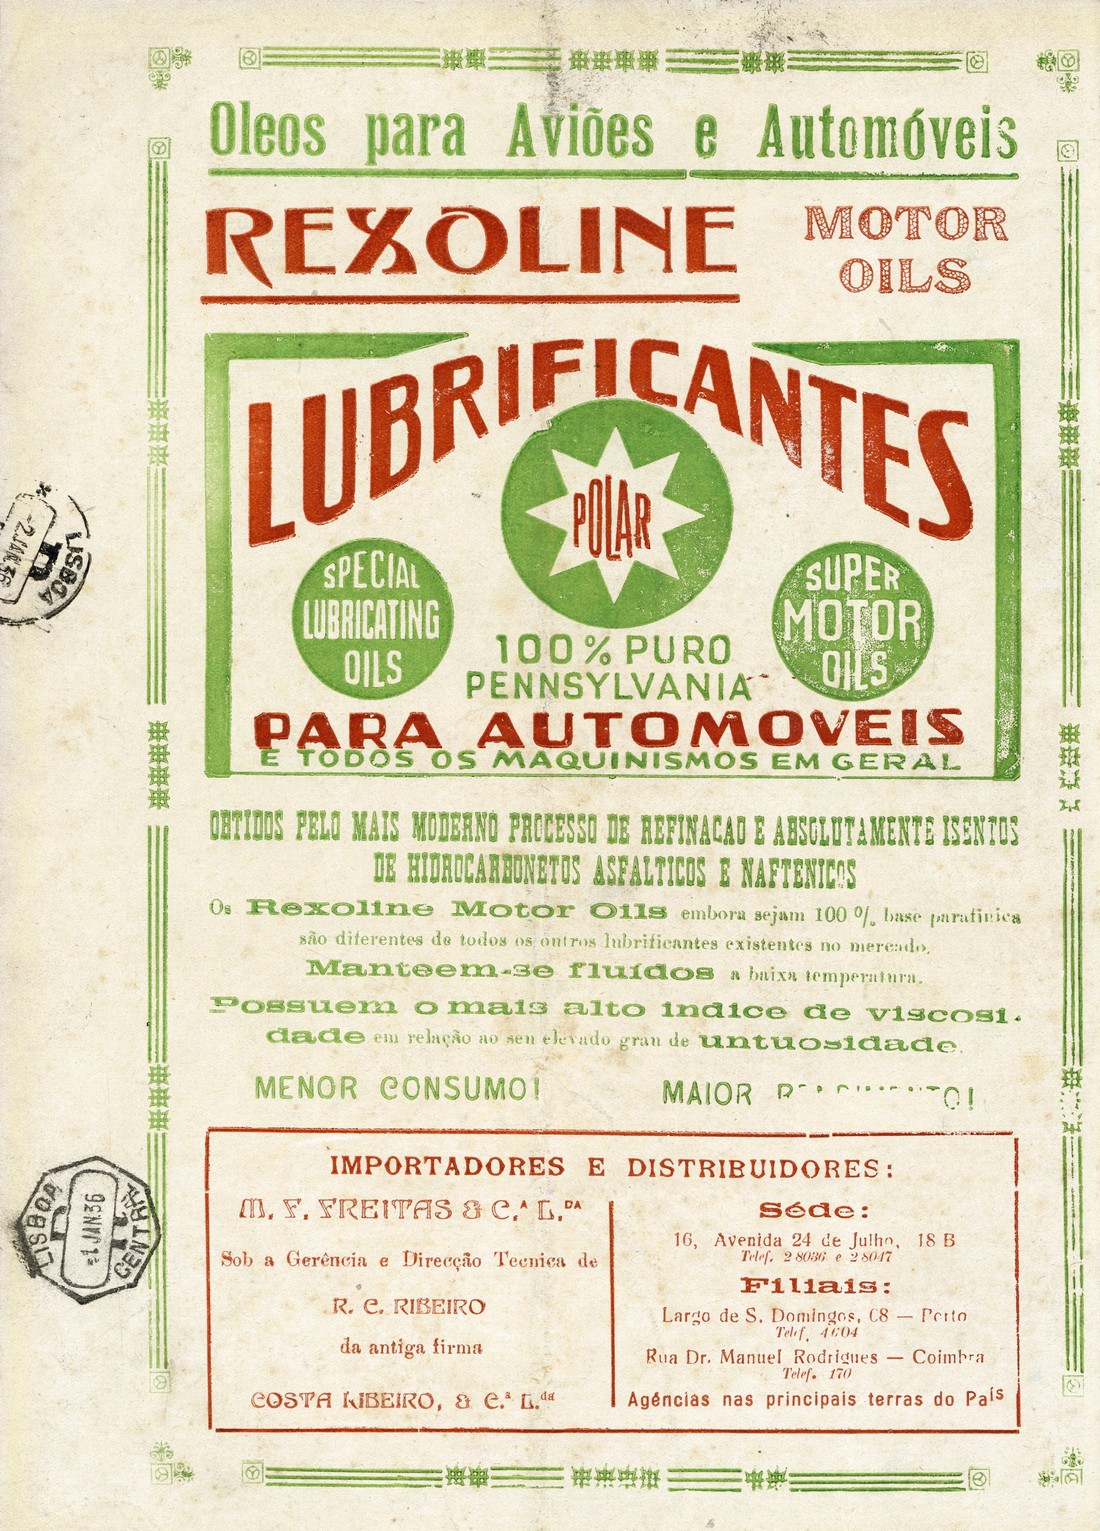 Oleos para Aviões e Automóveis
REXOLINE
MOTOR
OILS
LUBRIFICANTES
POLAR
SPECIAL
LUBRICATING
OILS
SUPER
MOTOR
OILS
100% PURO
PENNSYLVANIA
PARA AUTOMOVEIS
E TODOS OS MAQUINISMOS EM GERAL
OBTIDOS PELO MAIS MODERNO PROCESSO DE REFINACAO E ABSOLUTAMENTE ISENTOS
DE HIDROCARBONETOS ASFALTICOS E NAFTENICOS
Os Rexoline Motor Oils embora sejam 100 % base parafinica
são diferentes de todos os outros lubrificantes existentes no mercado.
Manteem-se fluídos a baixa temperatura.
Possuem o mais alto indice de viscosi-
dade em relação ao seu elevado grau de untuosidade.
MENOR CONSUMO!
MAIOR
IMPORTADORES E DISTRIBUIDORES:
M. F. FREITAS & C.ª L.DA
Sob a Gerência e Direcção Tecnica de
R. C. RIBEIRO
da antiga firma
COSTA RIBEIRO, & C.ª L.da
Séde:
16, Avenida 24 de Julho, 18 B
Telef. 28036 e 28047
Filiais:
Largo de S. Domingos, 68 — Porto
Telef. 4604
Rua Dr. Manuel Rodrigues — Coimbra
Telef. 170
Agências nas principais terras do País
LISBOA
-2.JAN.36
LISBOA
CENTRAL
-1 JAN.36